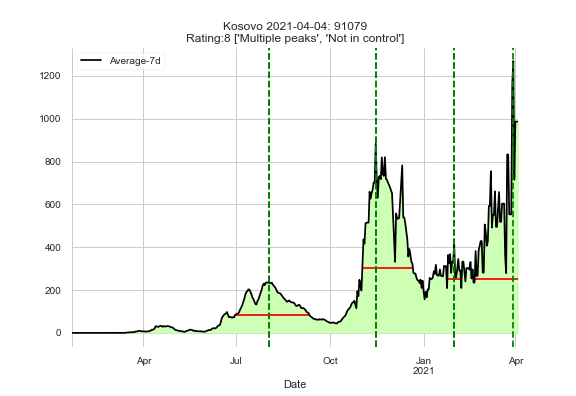 Kosovo 2021-04-04: 91079
Rating:8 ['Multiple peaks', 'Not in control']
Average-7d
1200
1000
800
600
400
200
0
Apr
Jul
Oct
Jan
2021
Apr
Date